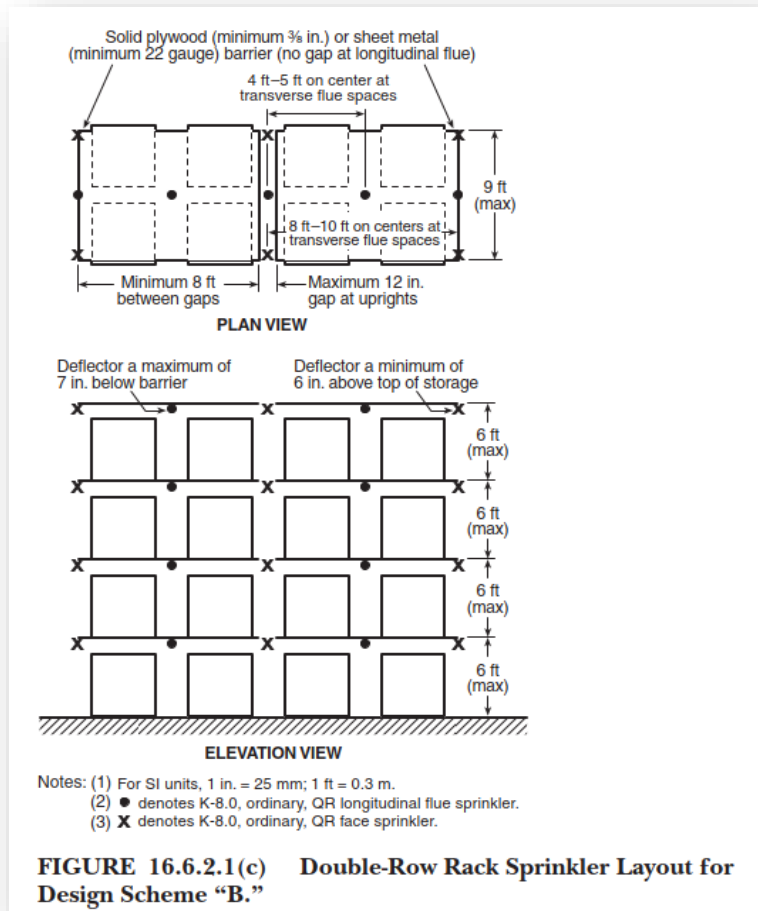 Solid plywood (minimum ⅜ in.) or sheet metal
(minimum 22 gauge) barrier (no gap at longitudinal flue)
4 ft–5 ft on center at
transverse flue spaces
X
X
X
9 ft
(max)
8 ft–10 ft on centers at
transverse flue spaces
X
X
X
Minimum 8 ft
between gaps
Maximum 12 in.
gap at uprights
PLAN VIEW
Deflector a maximum of
7 in. below barrier
Deflector a minimum of
6 in. above top of storage
X X X
6 ft
(max)
X X X
6 ft
(max)
X X X
6 ft
(max)
X X X
6 ft
(max)
ELEVATION VIEW
Notes: (1) For SI units, 1 in. = 25 mm; 1 ft = 0.3 m.
(2) ● denotes K-8.0, ordinary, QR longitudinal flue sprinkler.
(3) X denotes K-8.0, ordinary, QR face sprinkler.
FIGURE 16.6.2.1(c) Double-Row Rack Sprinkler Layout for
Design Scheme “B.”